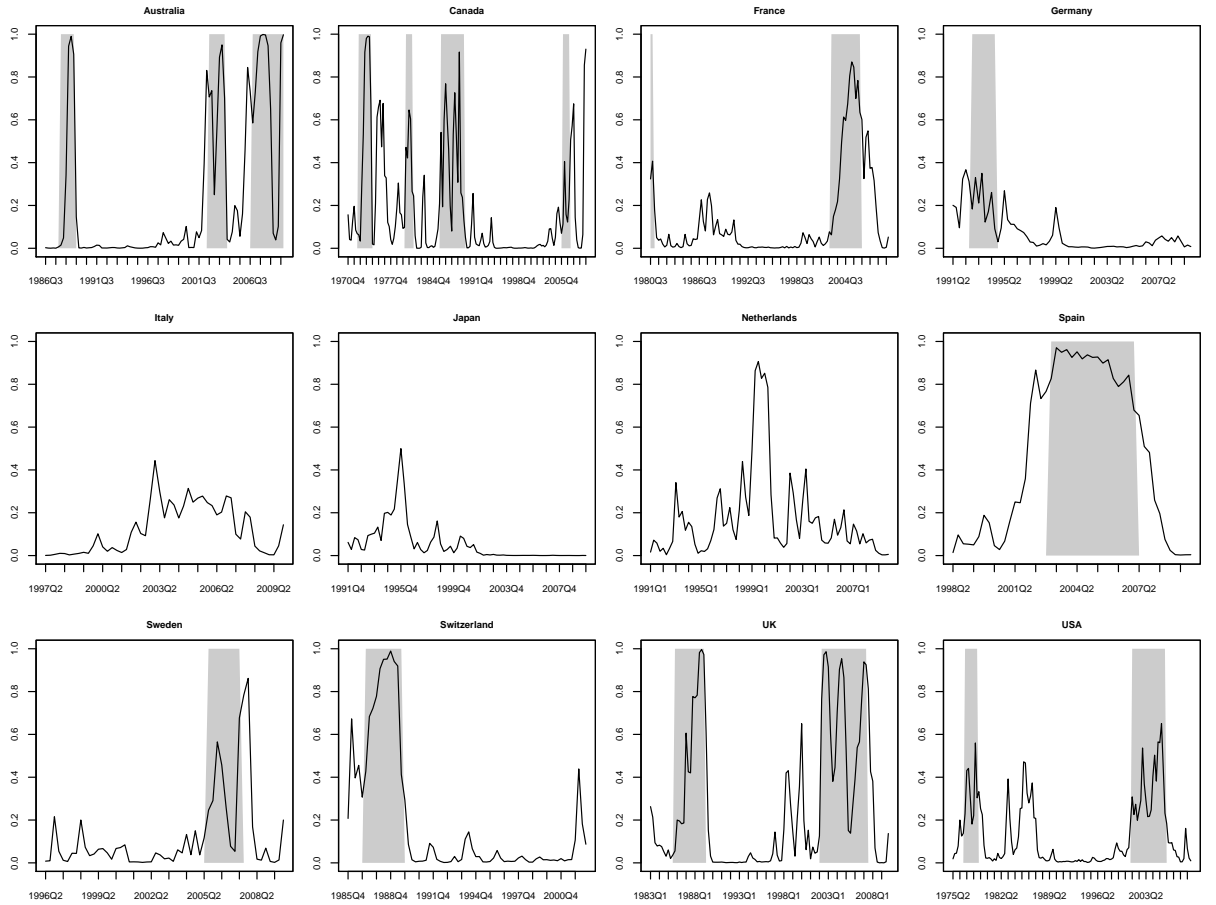 Australia Canada France Germany
1.0 1.0 1.0 1.0
0.8 0.8 0.8 0.8
0.6 0.6 0.6 0.6
0.4 0.4 0.4 0.4
0.2 0.2 0.2 0.2
0.0 0.0 0.0 0.0
1986Q3 1991Q3 1996Q3 2001Q3 2006Q3 1970Q4 1977Q4 1984Q4 1991Q4 1998Q4 2005Q4 1980Q3 1986Q3 1992Q3 1998Q3 2004Q3 1991Q2 1995Q2 1999Q2 2003Q2 2007Q2
Italy Japan Netherlands Spain
1.0 1.0 1.0 1.0
0.8 0.8 0.8 0.8
0.6 0.6 0.6 0.6
0.4 0.4 0.4 0.4
0.2 0.2 0.2 0.2
0.0 0.0 0.0 0.0
1997Q2 2000Q2 2003Q2 2006Q2 2009Q2 1991Q4 1995Q4 1999Q4 2003Q4 2007Q4 1991Q1 1995Q1 1999Q1 2003Q1 2007Q1 1998Q2 2001Q2 2004Q2 2007Q2
Sweden Switzerland UK USA
1.0 1.0 1.0 1.0
0.8 0.8 0.8 0.8
0.6 0.6 0.6 0.6
0.4 0.4 0.4 0.4
0.2 0.2 0.2 0.2
0.0 0.0 0.0 0.0
1996Q2 1999Q2 2002Q2 2005Q2 2008Q2 1985Q4 1988Q4 1991Q4 1994Q4 1997Q4 2000Q4 1983Q1 1988Q1 1993Q1 1998Q1 2003Q1 2008Q1 1975Q2 1982Q2 1989Q2 1996Q2 2003Q2